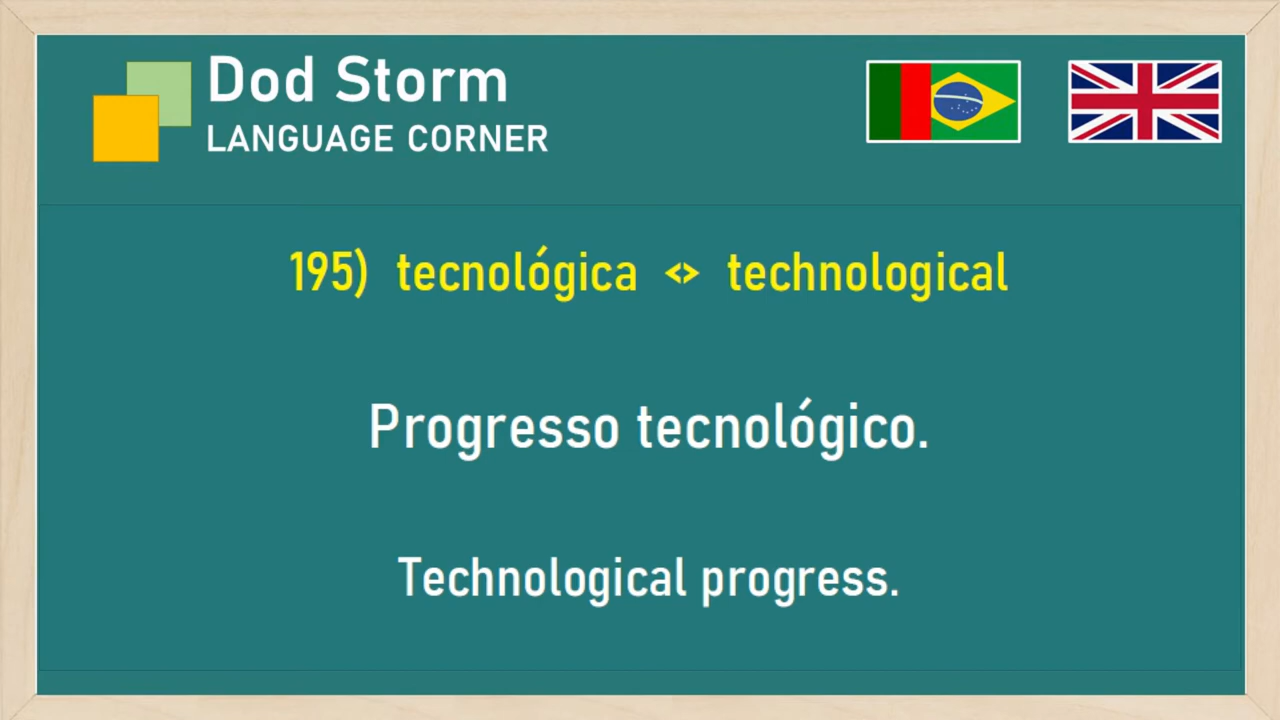 Dod Storm
LANGUAGE CORNER
195) tecnológica <> technological
Progresso tecnológico.
Technological progress.